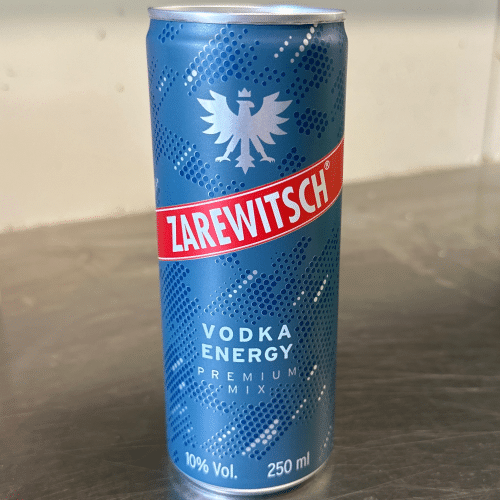 ZAREWITSCH®
VODKA
ENERGY
PREMIUM
MIX
10% Vol. 250 ml